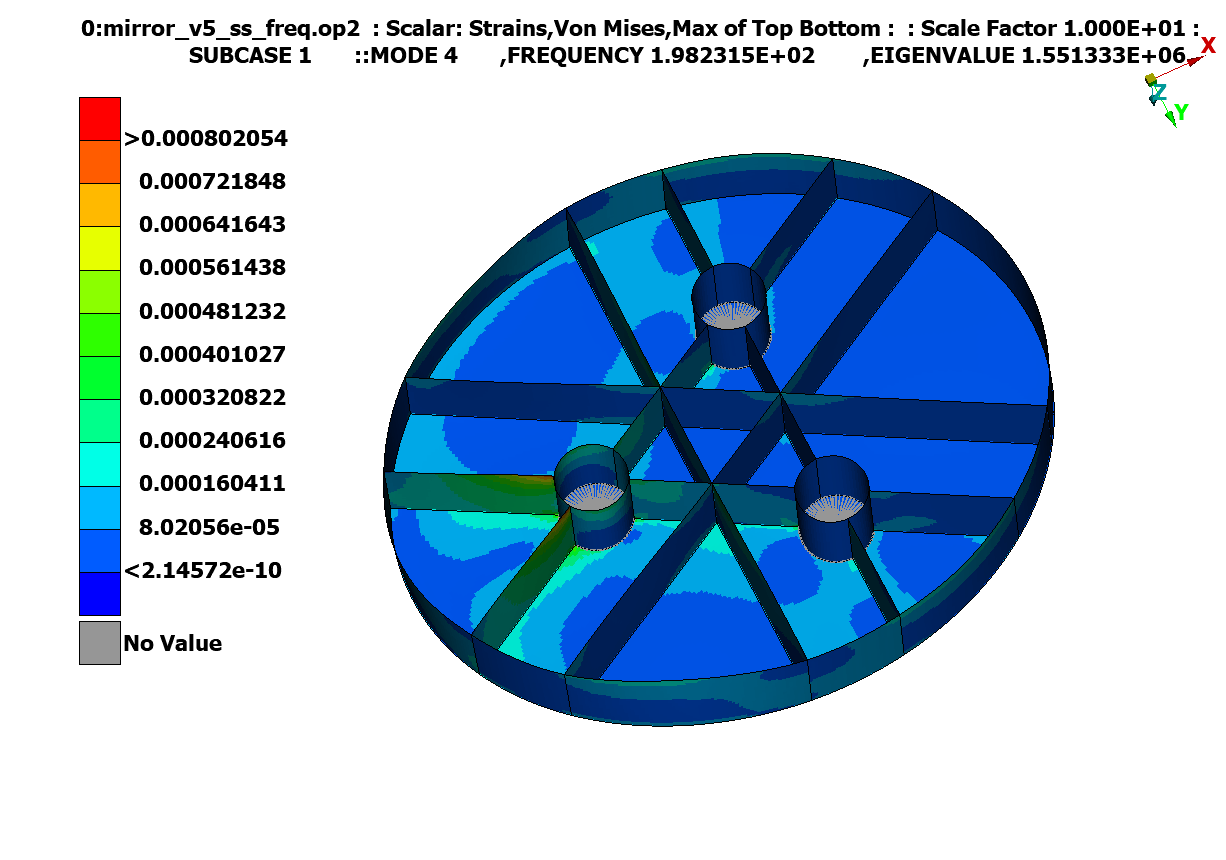 0:mirror_v5_ss_freq.op2 : Scalar: Strains,Von Mises,Max of Top Bottom : : Scale Factor 1.000E+01 :
SUBCASE 1 ::MODE 4 ,FREQUENCY 1.982315E+02 ,EIGENVALUE 1.551333E+06
X
Z
Y
>0.000802054
0.000721848
0.000641643
0.000561438
0.000481232
0.000401027
0.000320822
0.000240616
0.000160411
8.02056e-05
<2.14572e-10
No Value